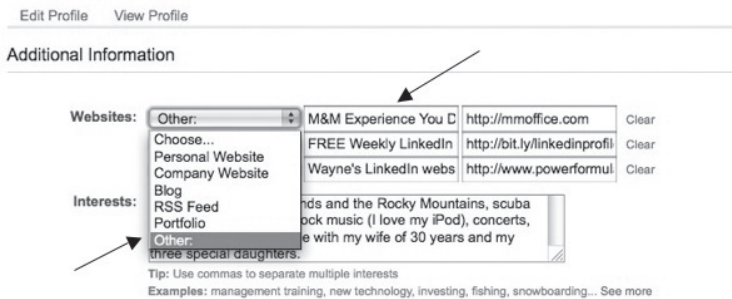 Edit Profile View Profile
Additional Information
Websites: Other: M&M Experience You D http://mmoffice.com Clear
Choose... FREE Weekly LinkedIn http://bit.ly/linkedinprofil Clear
Personal Website
Company Website Wayne's LinkedIn webs http://www.powerformul Clear
Blog
RSS Feed
Portfolio
Other:
Interests: nds and the Rocky Mountains, scuba
ock music (I love my iPod), concerts,
e with my wife of 30 years and my
three special daughters.
Tip: Use commas to separate multiple interests
Examples: management training, new technology, investing, fishing, snowboarding... See more